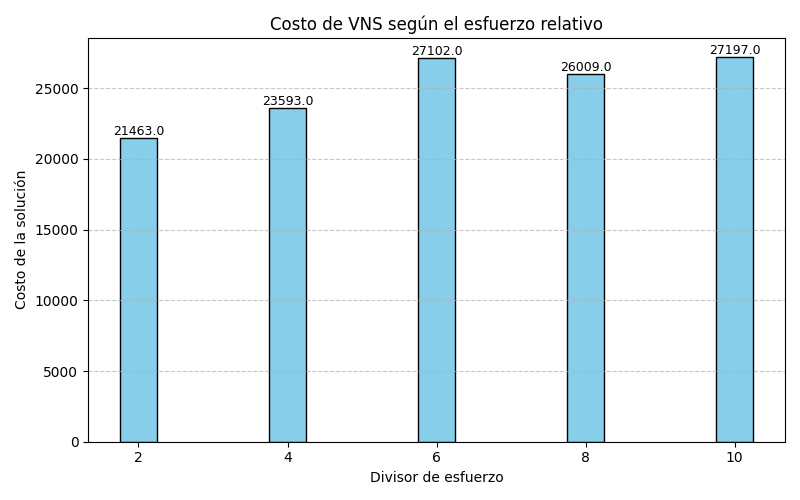 Costo de VNS según el esfuerzo relativo
Costo de la solución
25000
20000
15000
10000
5000
0
21463.0
23593.0
27102.0
26009.0
27197.0
2 4 6 8 10
Divisor de esfuerzo